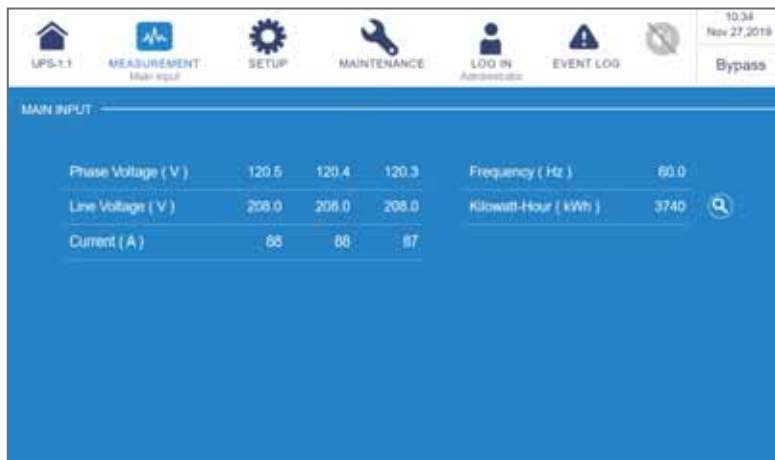 10:34
Nov 27,2019
UPS-1.1
MEASUREMENT
Main input
SETUP
MAINTENANCE
LOG IN
Administrator
EVENT LOG
Bypass
MAIN INPUT
Phase Voltage ( V ) 120.5 120.4 120.3
Frequency ( Hz ) 60.0
Line Voltage ( V ) 208.0 208.0 208.0
Kilowatt-Hour ( kWh ) 3740
Current ( A ) 88 88 87